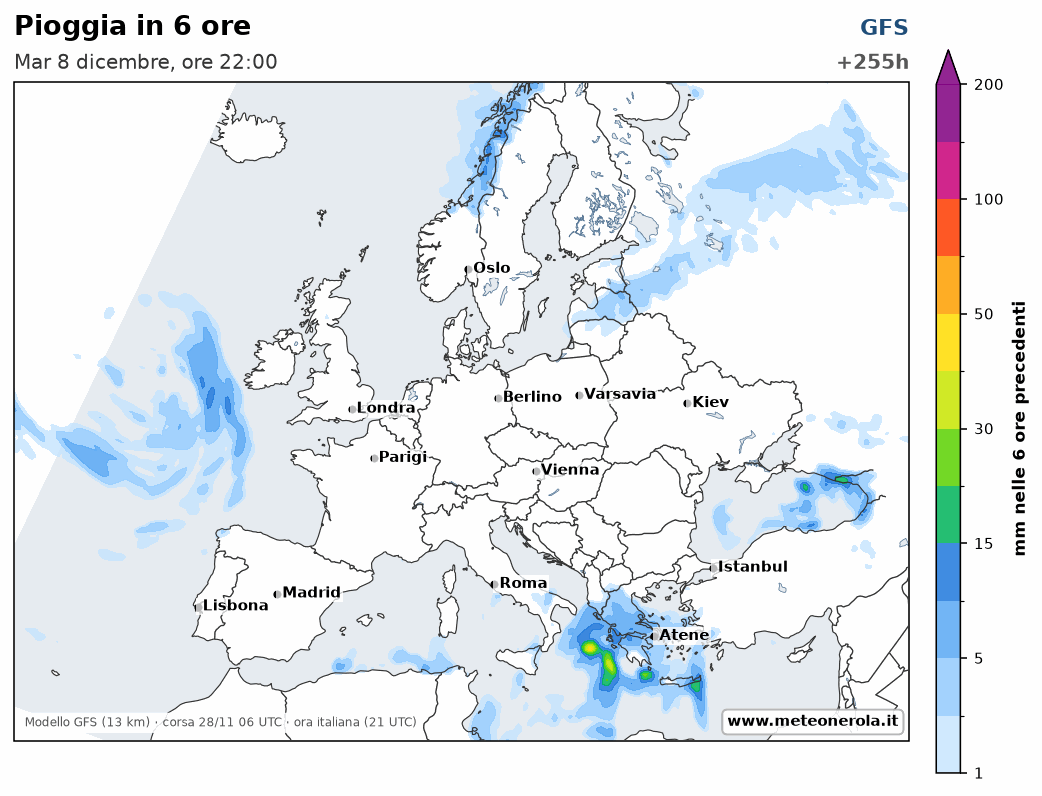 Pioggia in 6 ore
GFS
Mar 8 dicembre, ore 22:00
+255h
200
100
50
30
15
5
1
mm nelle 6 ore precedenti
Oslo
Berlino
Varsavia
Kiev
Londra
Parigi
Vienna
Istanbul
Roma
Madrid
Lisbona
Atene
Modello GFS (13 km) · corsa 28/11 06 UTC · ora italiana (21 UTC)
www.meteonerola.it